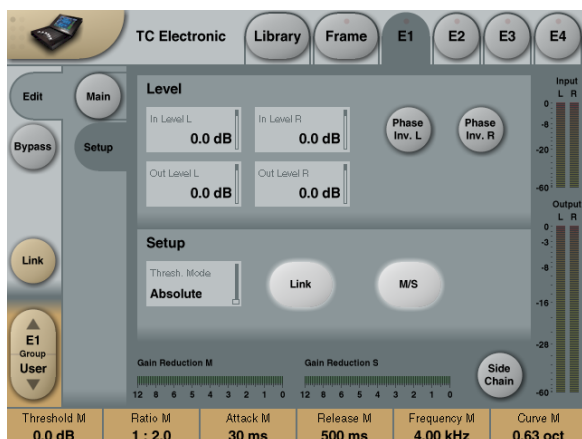 TC Electronic
Library
Frame
E1
E2
E3
E4
Edit
Main
Bypass
Setup
Link
E1
Group
User
Level
In Level L
0.0 dB
In Level R
0.0 dB
Out Level L
0.0 dB
Out Level R
0.0 dB
Phase
Inv. L
Phase
Inv. R
Setup
Thresh. Mode
Absolute
Link
M/S
Gain Reduction M
12 8 6 5 4 3 2 1 0
Gain Reduction S
12 8 6 5 4 3 2 1 0
Side
Chain
Input
L R
0
-8
-20
-60
Output
L R
0
-3
-8
-16
-28
-60
Threshold M
0.0 dB
Ratio M
1 : 2.0
Attack M
30 ms
Release M
500 ms
Frequency M
4.00 kHz
Curve M
0.63 oct